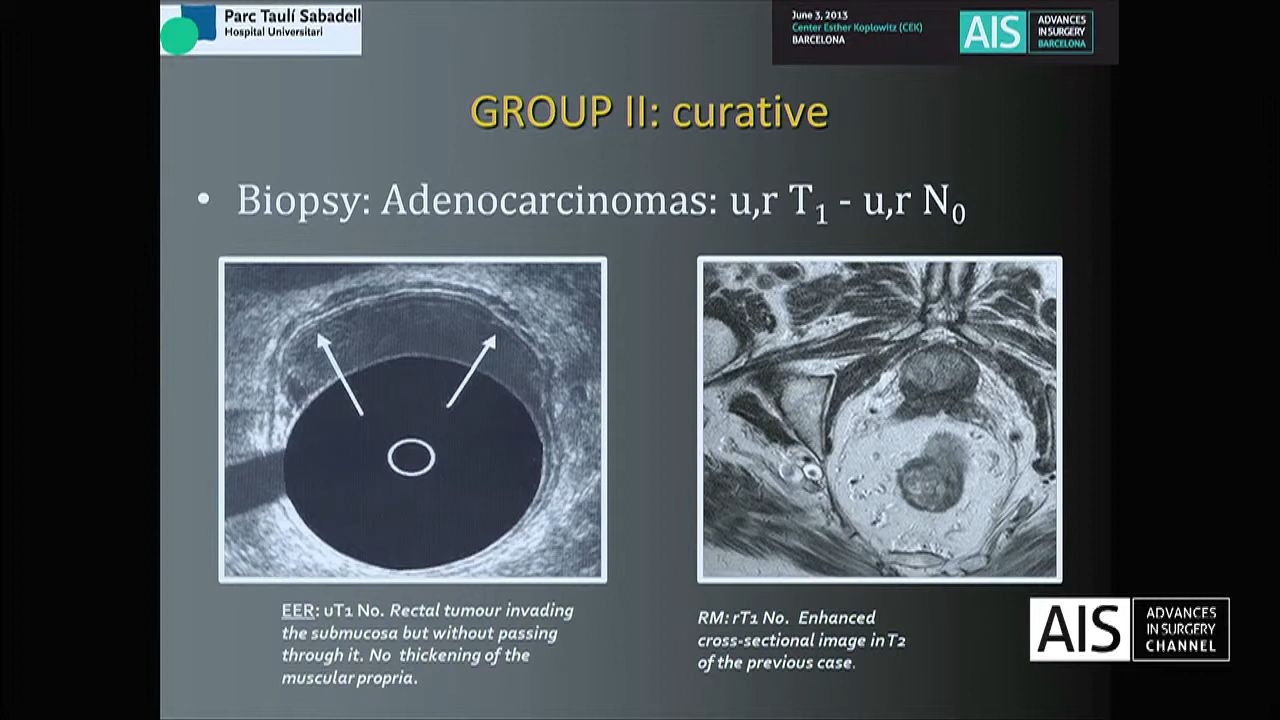 Parc Taulí Sabadell
Hospital Universitari
June 3, 2013
Center Esther Koplowitz (CEK)
BARCELONA
AIS
ADVANCES
IN SURGERY
BARCELONA
GROUP II: curative
• Biopsy: Adenocarcinomas: u,r T₁ - u,r N₀
EER: uT1 No. Rectal tumour invading
the submucosa but without passing
through it. No thickening of the
muscular propria.
RM: rT1 No. Enhanced
cross-sectional image in T2
of the previous case.
AIS
ADVANCES
IN SURGERY
CHANNEL